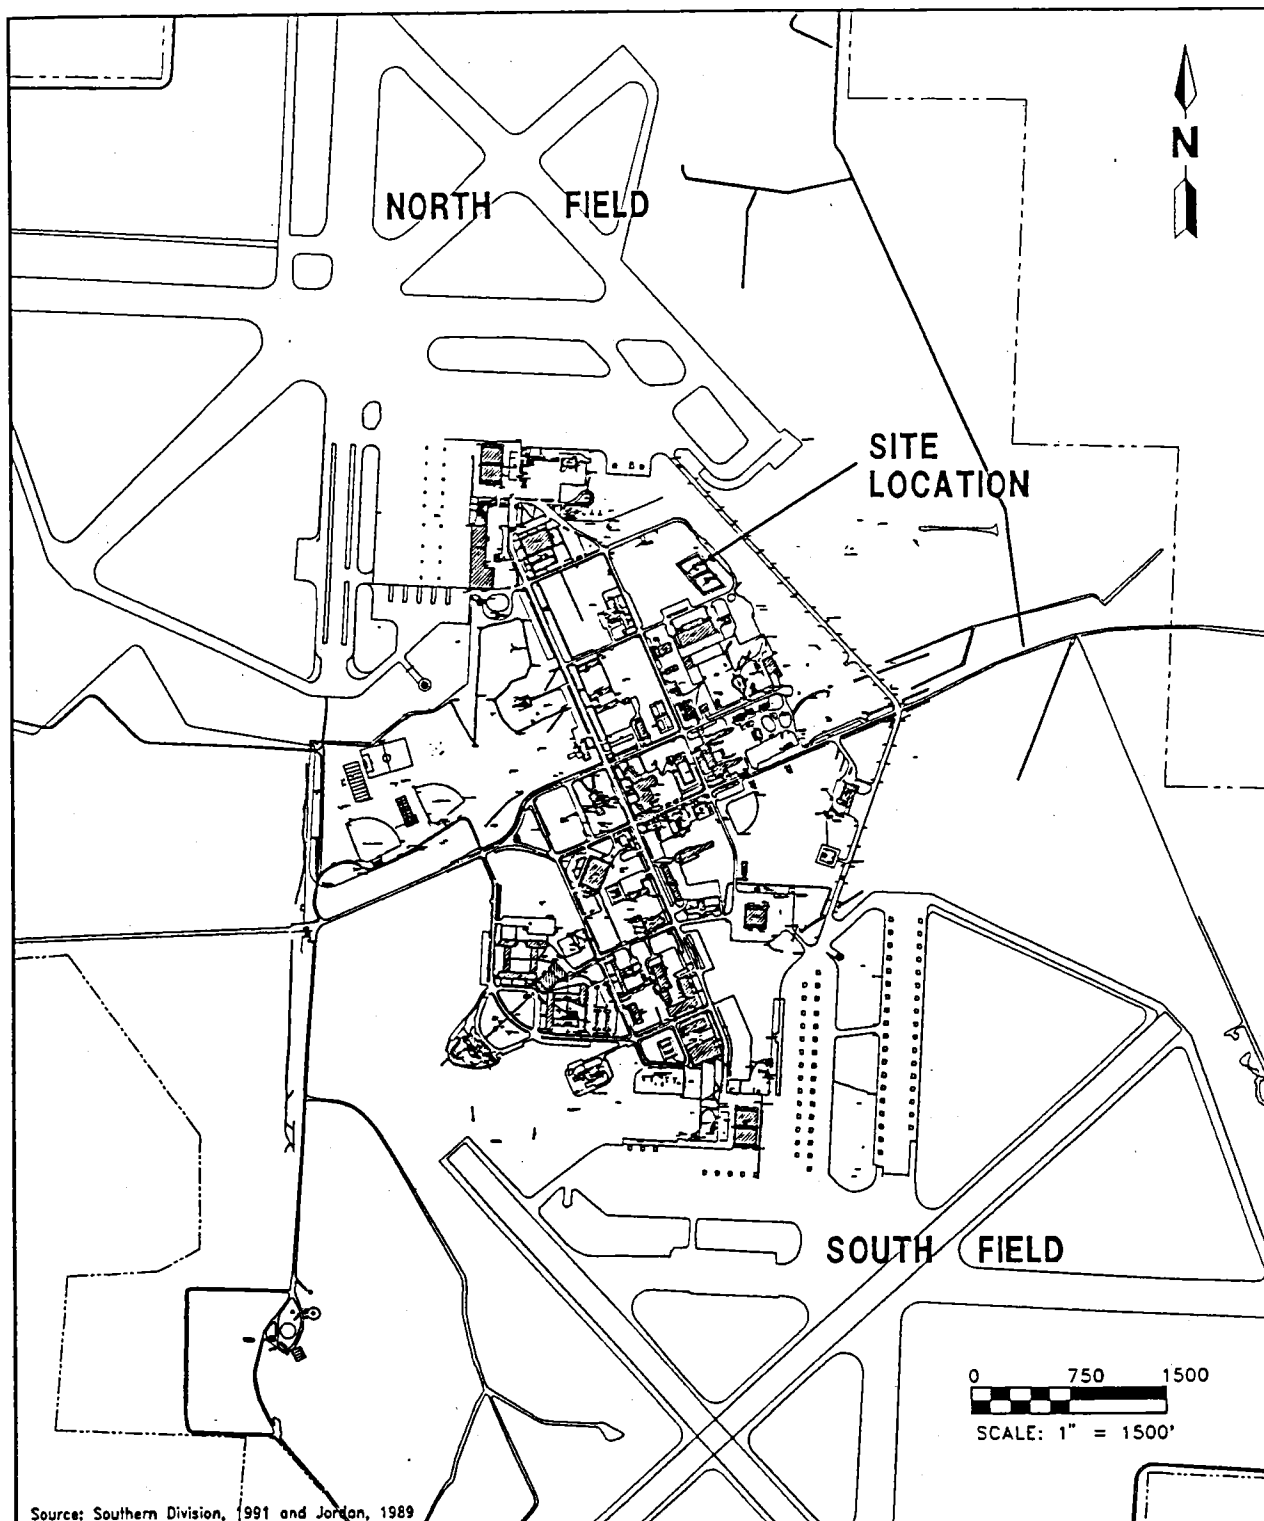 N
NORTH FIELD
SITE
LOCATION
SOUTH FIELD
0 750 1500
SCALE: 1" = 1500'
Source: Southern Division, 1991 and Jordan, 1989